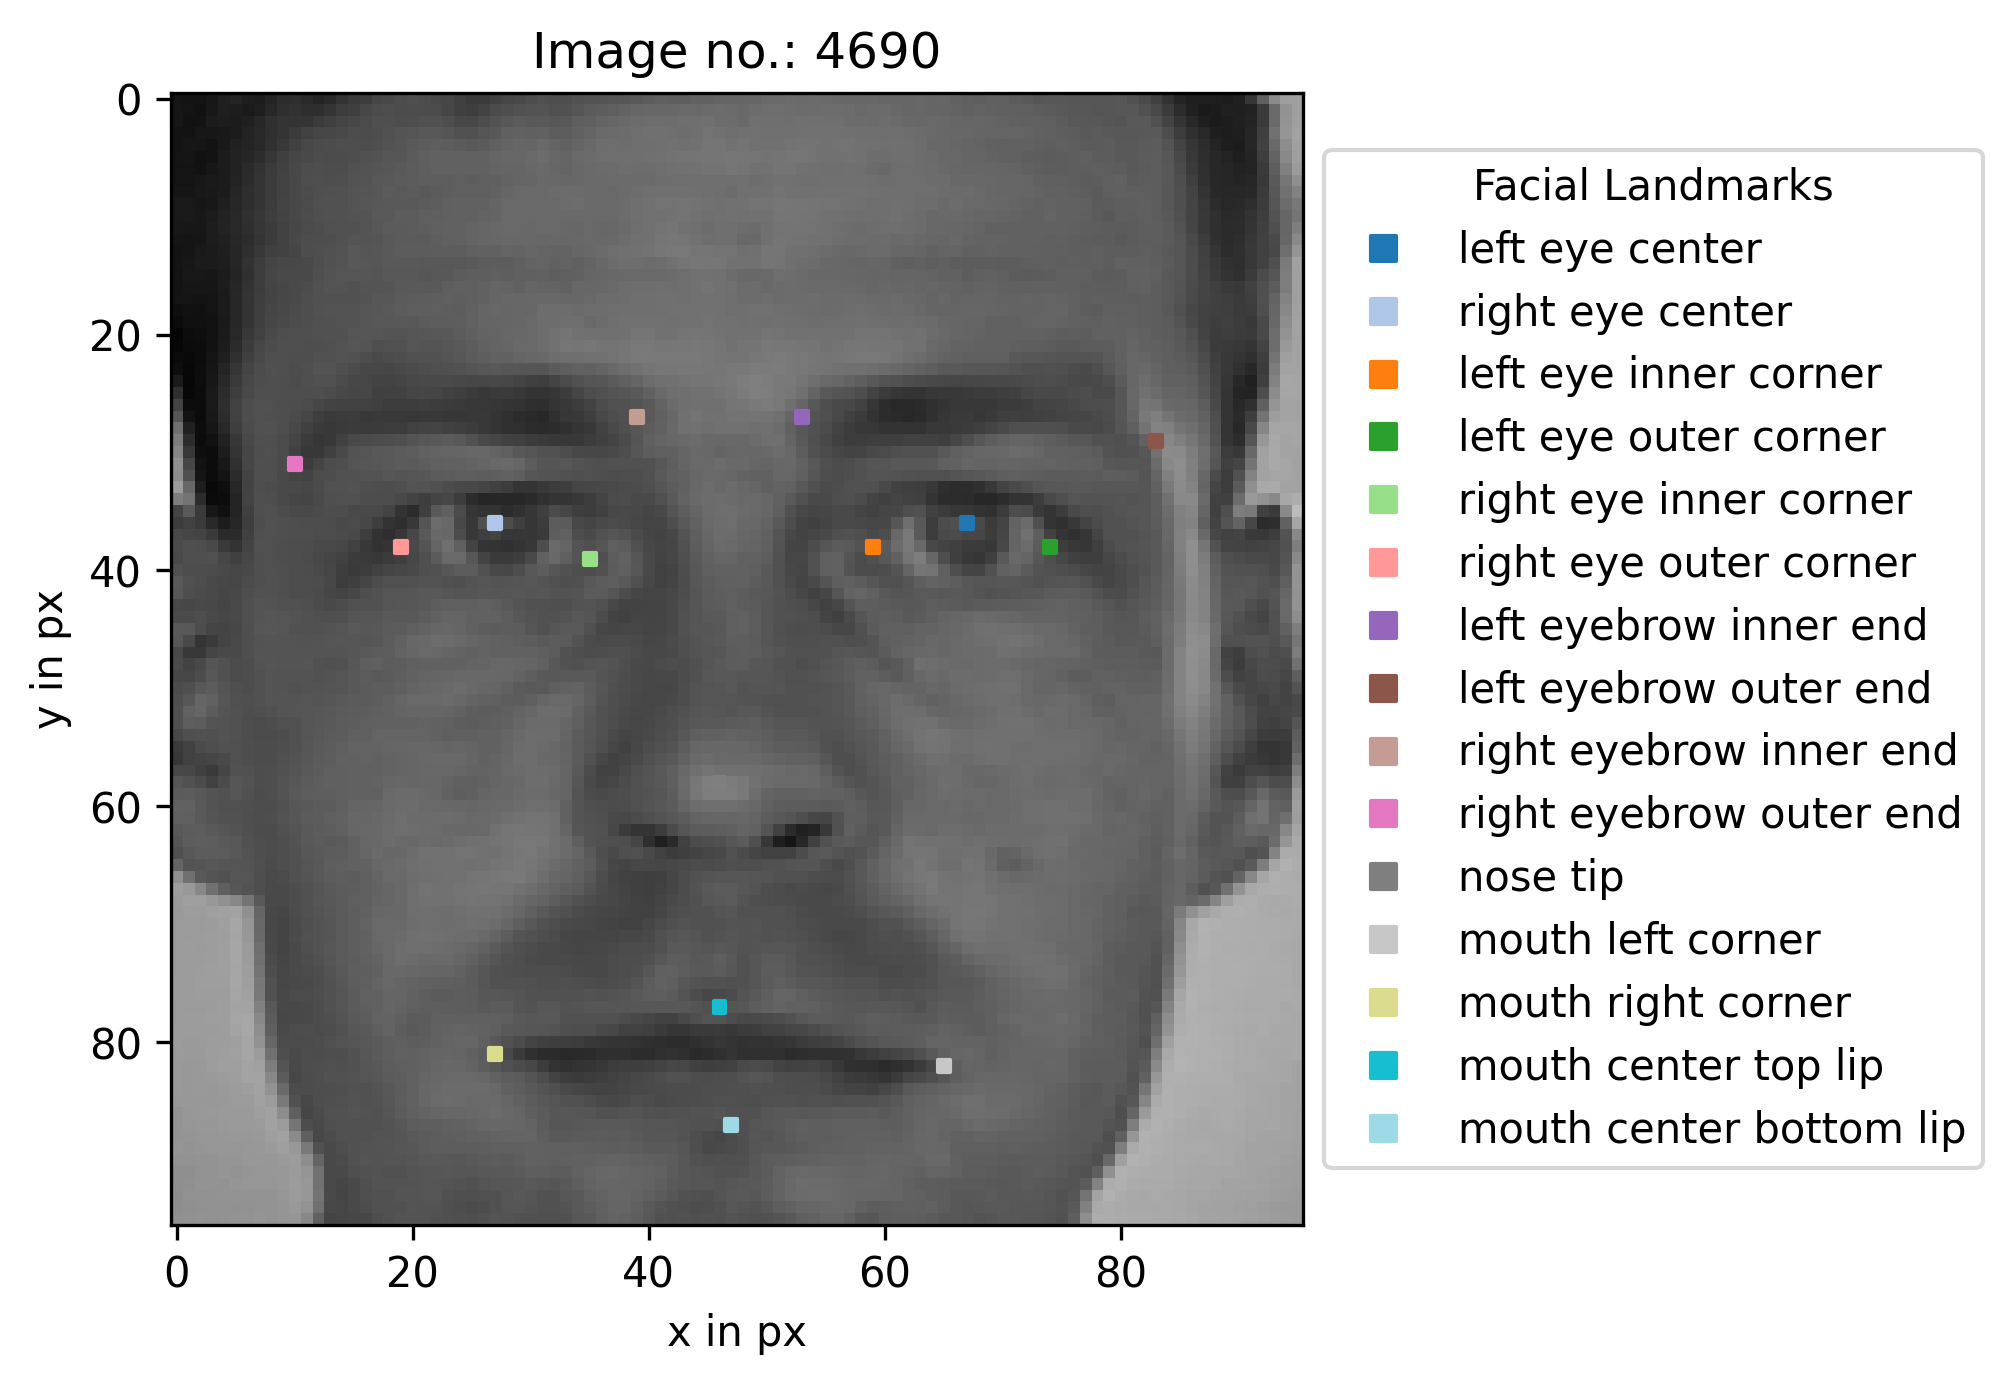 Image no.: 4690
0
20
40
60
80
y in px
0 20 40 60 80
x in px
Facial Landmarks
left eye center
right eye center
left eye inner corner
left eye outer corner
right eye inner corner
right eye outer corner
left eyebrow inner end
left eyebrow outer end
right eyebrow inner end
right eyebrow outer end
nose tip
mouth left corner
mouth right corner
mouth center top lip
mouth center bottom lip